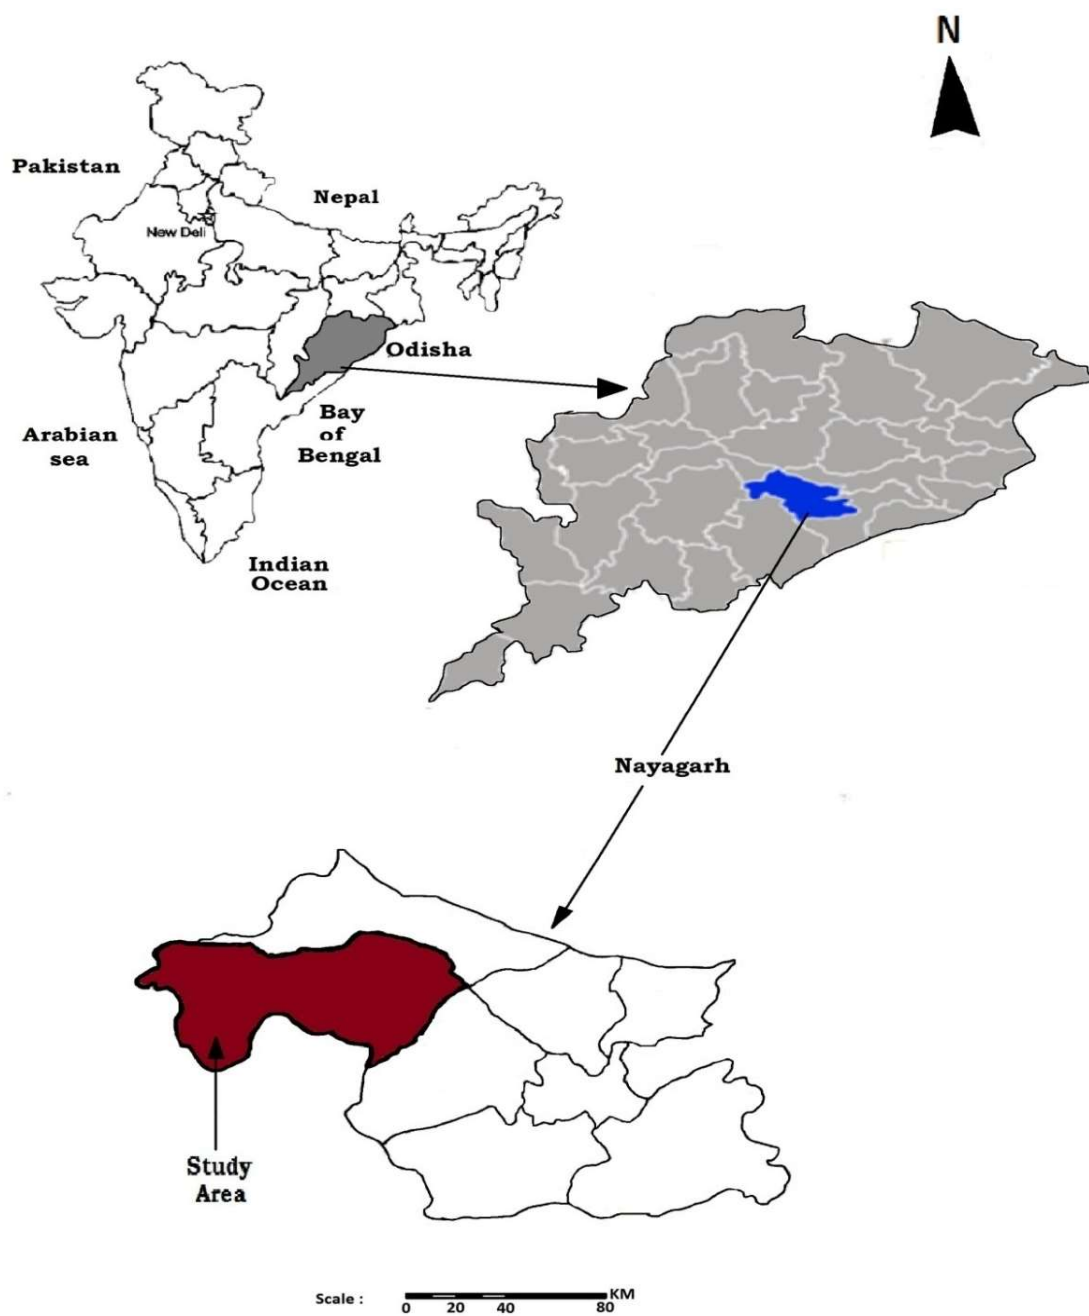 N
Pakistan
Nepal
New Deli
Odisha
Bay
of
Bengal
Arabian
sea
Indian
Ocean
Nayagarh
Study
Area
Scale :
KM
0 20 40 80